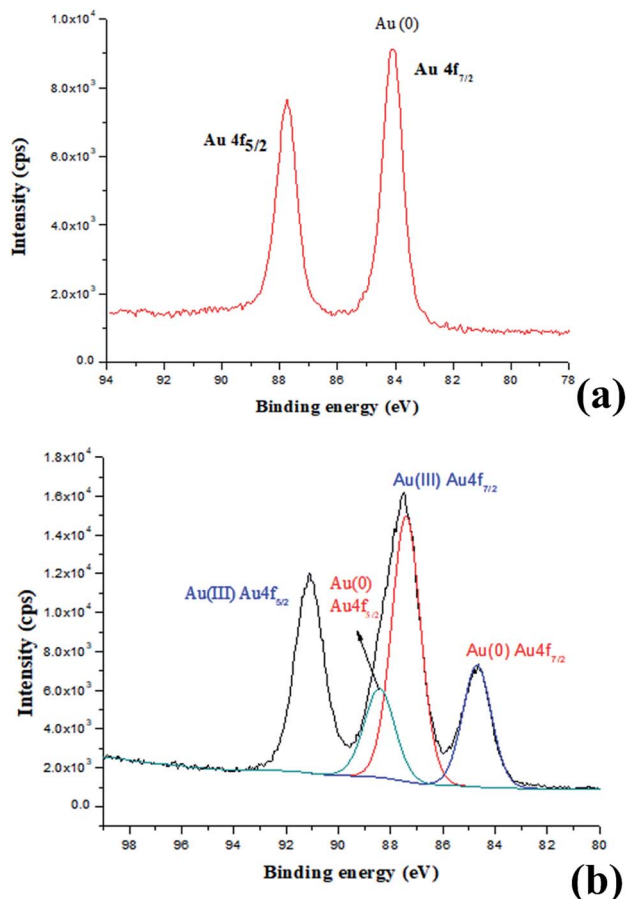 1.0x10⁴
8.0x10³
6.0x10³
4.0x10³
2.0x10³
0.0
Intensity (cps)
Au (0)
Au 4f7/2
Au 4f5/2
94 92 90 88 86 84 82 80 78
Binding energy (eV)
(a)
1.8x10⁴
1.6x10⁴
1.4x10⁴
1.2x10⁴
1.0x10⁴
8.0x10³
6.0x10³
4.0x10³
2.0x10³
0.0
Intensity (cps)
Au(III) Au4f7/2
Au(III) Au4f5/2
Au(0)
Au4f5/2
Au(0) Au4f7/2
98 96 94 92 90 88 86 84 82 80
Binding energy (eV)
(b)